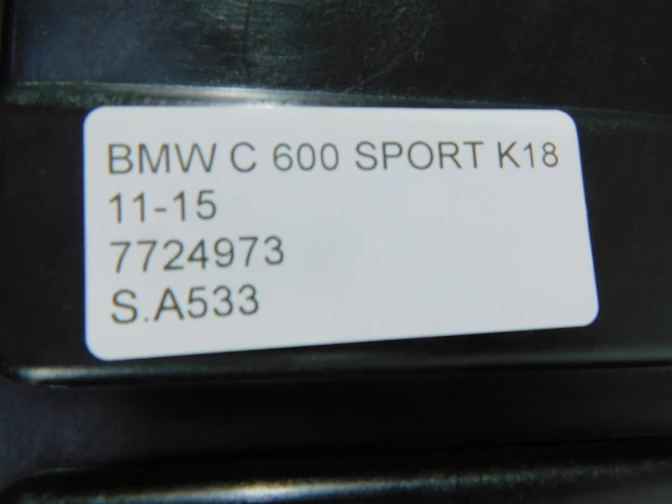 BMW C 600 SPORT K18
11-15
7724973
S.A533